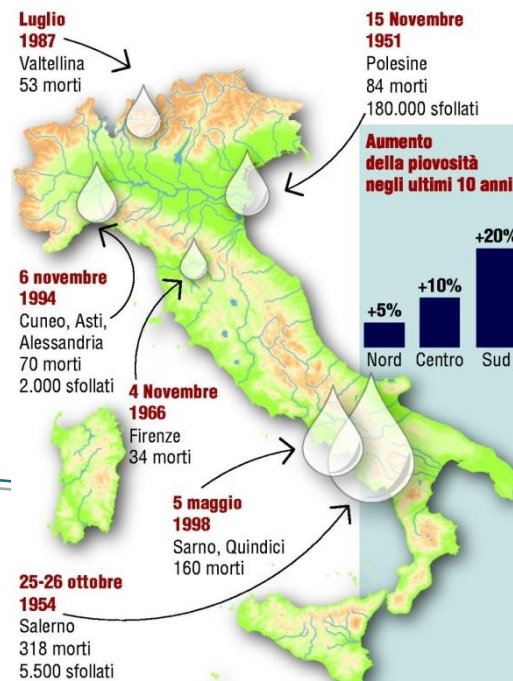 Luglio
1987
Valtellina
53 morti
15 Novembre
1951
Polesine
84 morti
180.000 sfollati
Aumento
della piovosità
negli ultimi 10 anni
+5%
+10%
+20%
Nord
Centro
Sud
6 novembre
1994
Cuneo, Asti,
Alessandria
70 morti
2.000 sfollati
4 Novembre
1966
Firenze
34 morti
5 maggio
1998
Sarno, Quindici
160 morti
25-26 ottobre
1954
Salerno
318 morti
5.500 sfollati